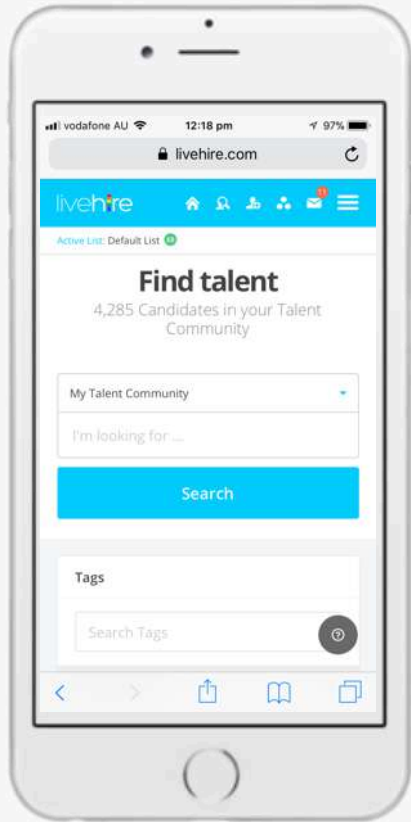 vodafone AU 12:18 pm 97%
livehire.com
livehire
Active List: Default List
Find talent
4,285 Candidates in your Talent
Community
My Talent Community
I'm looking for ...
Search
Tags
Search Tags
?